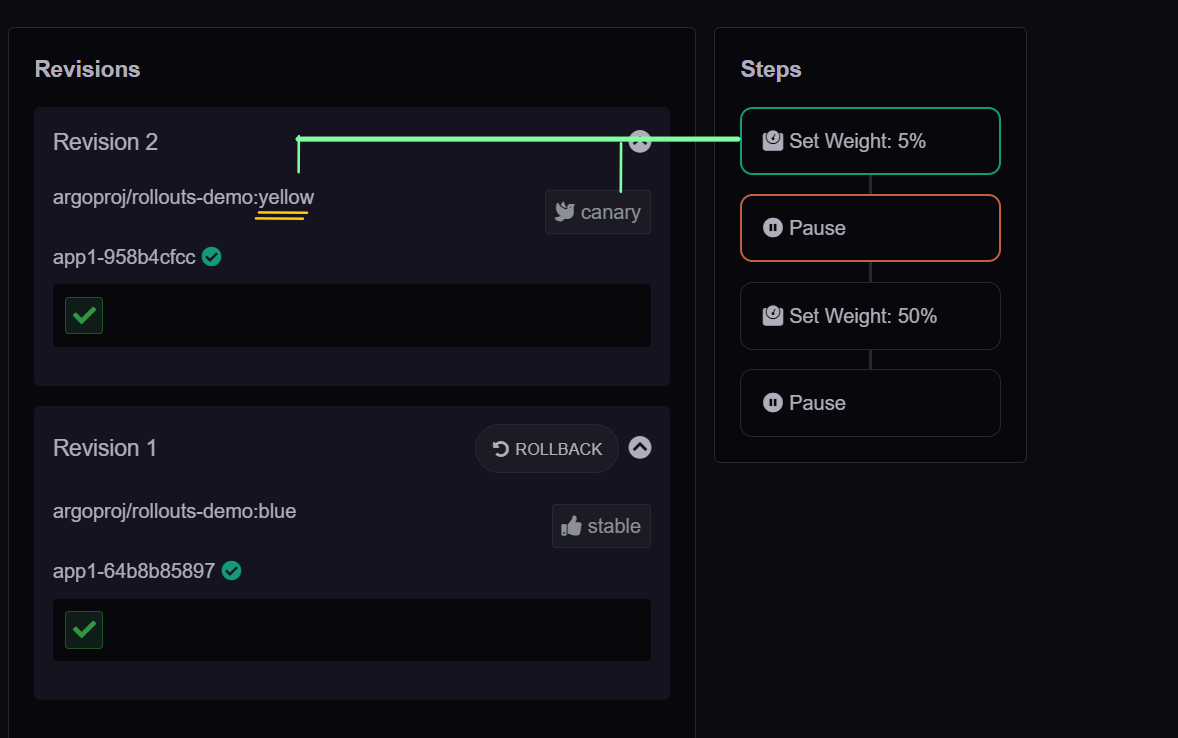 Revisions
Revision 2
argoproj/rollouts-demo:yellow
canary
app1-958b4cfcc
Revision 1
ROLLBACK
argoproj/rollouts-demo:blue
stable
app1-64b8b85897
Steps
Set Weight: 5%
Pause
Set Weight: 50%
Pause